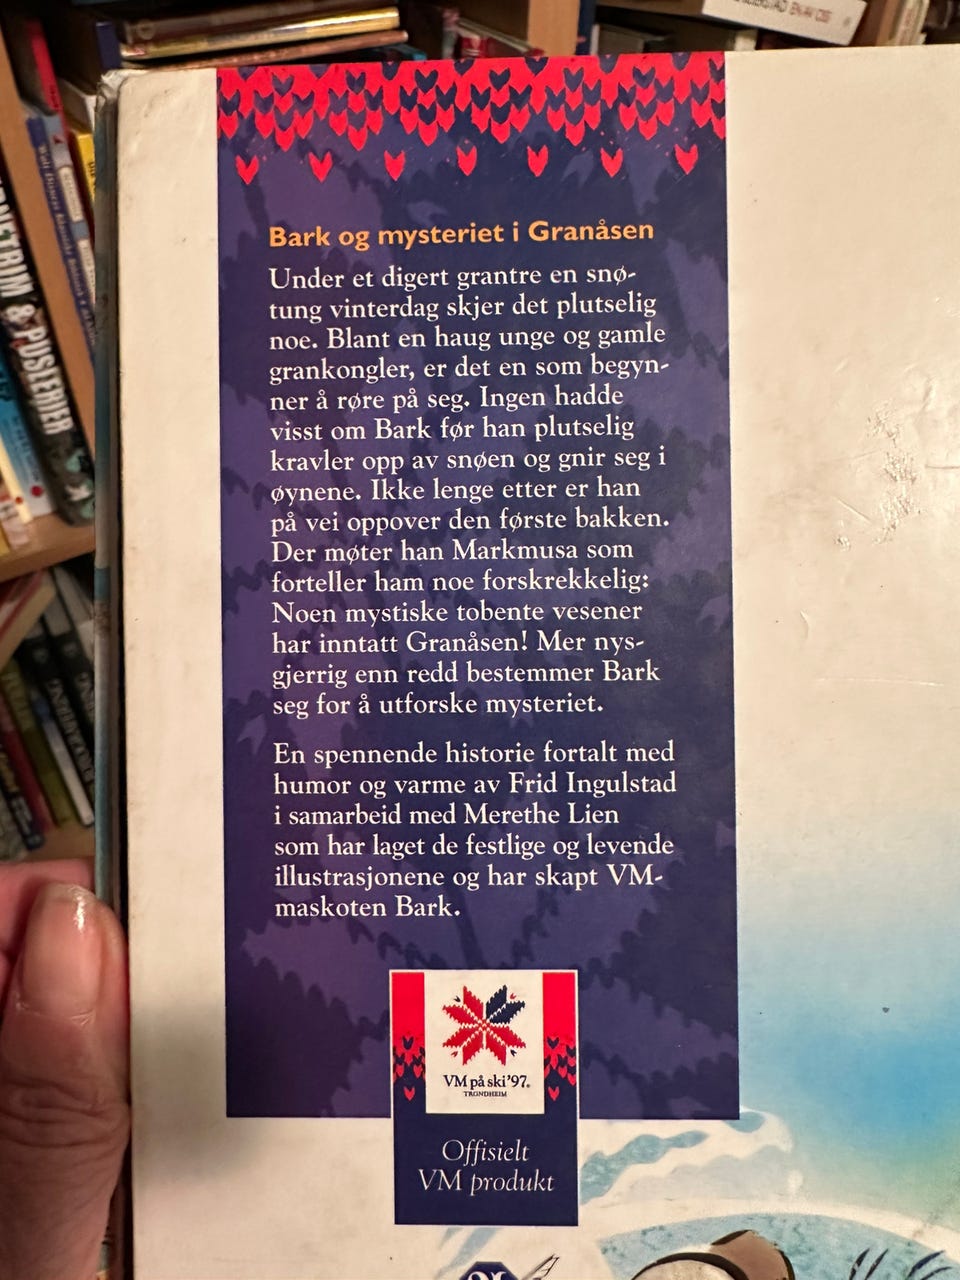 Bark og mysteriet i Granåsen
Under et digert grantre en snø-
tung vinterdag skjer det plutselig
noe. Blant en haug unge og gamle
grankongler, er det en som begyn-
ner å røre på seg. Ingen hadde
visst om Bark før han plutselig
kravler opp av snøen og gnir seg i
øynene. Ikke lenge etter er han
på vei oppover den første bakken.
Der møter han Markmusa som
forteller ham noe forskrekkelig:
Noen mystiske tobente vesener
har inntatt Granåsen! Mer nys-
gjerrig enn redd bestemmer Bark
seg for å utforske mysteriet.
En spennende historie fortalt med
humor og varme av Frid Ingulstad
i samarbeid med Merethe Lien
som har laget de festlige og levende
illustrasjonene og har skapt VM-
maskoten Bark.
VM på ski '97.
TRONDHEIM
Offisielt
VM produkt
& PUSLERIER